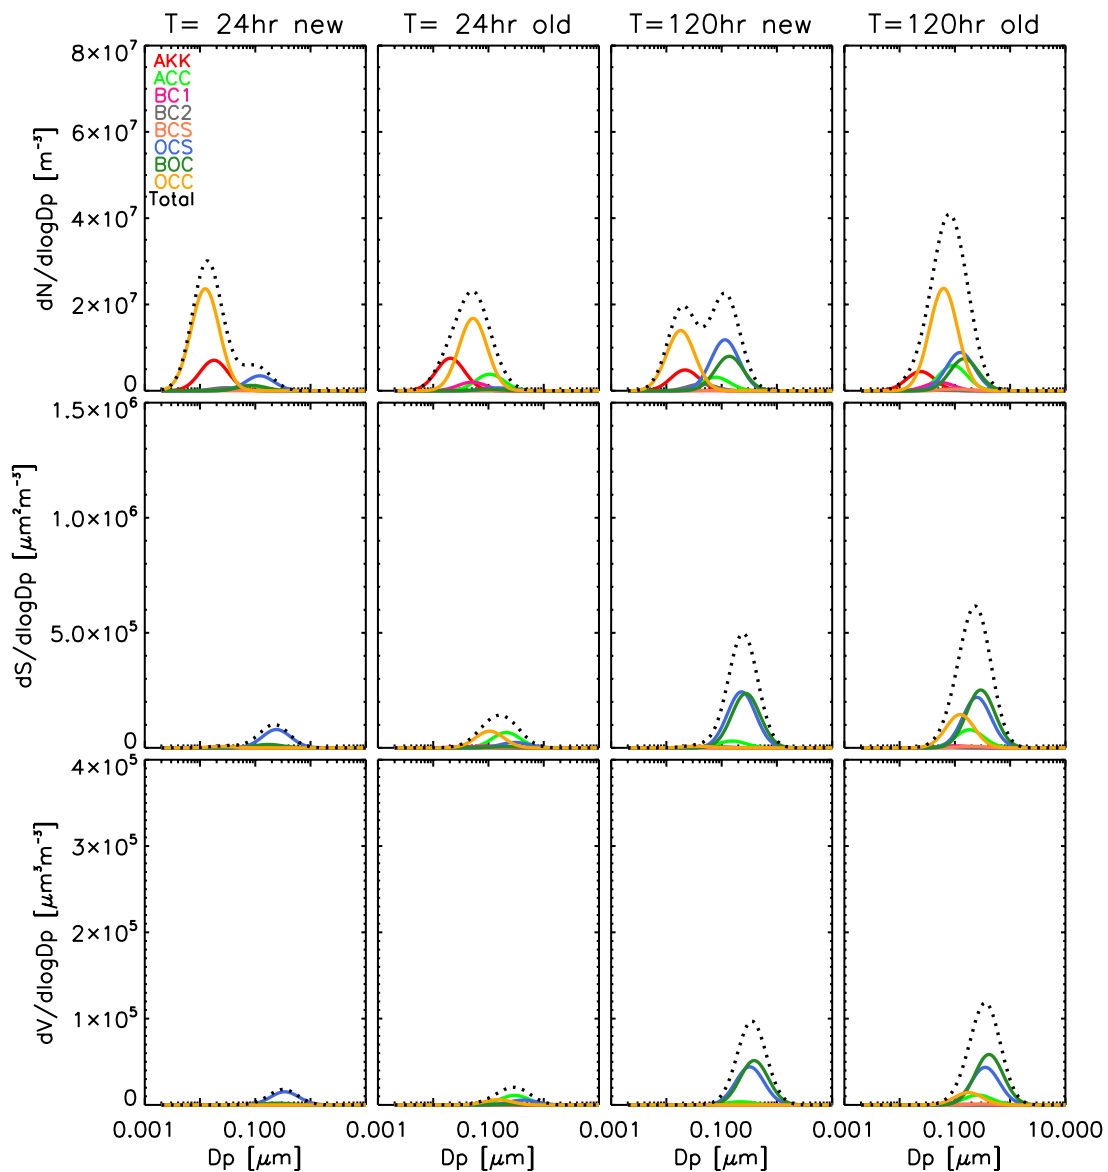 T= 24hr new
T= 24hr old
T=120hr new
T=120hr old
8×10⁷
6×10⁷
4×10⁷
2×10⁷
0
dN/dlogDp [m⁻³]
AKK
ACC
BC1
BC2
BCS
OCS
BOC
OCC
Total
1.5×10⁶
1.0×10⁶
5.0×10⁵
0
dS/dlogDp [μm²m⁻³]
4×10⁵
3×10⁵
2×10⁵
1×10⁵
0
dV/dlogDp [μm³m⁻³]
0.001 0.100 0.001 0.100 0.001 0.100 0.001 0.100 10.000
Dp [μm]
Dp [μm]
Dp [μm]
Dp [μm]